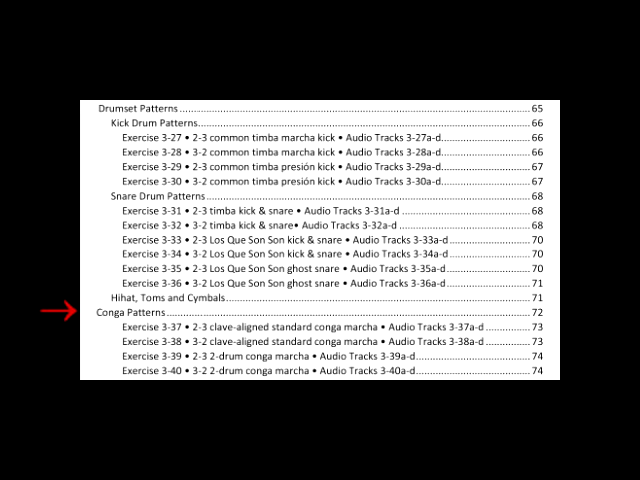 Drumset Patterns........................................................................ 65
Kick Drum Patterns........................................................................ 66
Exercise 3-27 • 2-3 common timba marcha kick • Audio Tracks 3-27a-d........................ 66
Exercise 3-28 • 3-2 common timba marcha kick • Audio Tracks 3-28a-d........................ 66
Exercise 3-29 • 2-3 common timba presión kick • Audio Tracks 3-29a-d........................ 67
Exercise 3-30 • 3-2 common timba presión kick • Audio Tracks 3-30a-d........................ 67
Snare Drum Patterns........................................................................ 68
Exercise 3-31 • 2-3 timba kick & snare • Audio Tracks 3-31a-d ........................ 68
Exercise 3-32 • 3-2 timba kick & snare• Audio Tracks 3-32a-d ........................ 68
Exercise 3-33 • 2-3 Los Que Son Son kick & snare • Audio Tracks 3-33a-d........................ 70
Exercise 3-34 • 3-2 Los Que Son Son kick & snare • Audio Tracks 3-34a-d........................ 70
Exercise 3-35 • 2-3 Los Que Son Son ghost snare • Audio Tracks 3-35a-d........................ 70
Exercise 3-36 • 3-2 Los Que Son Son ghost snare • Audio Tracks 3-36a-d........................ 71
Hihat, Toms and Cymbals........................................................................ 71
Conga Patterns........................................................................ 72
Exercise 3-37 • 2-3 clave-aligned standard conga marcha • Audio Tracks 3-37a-d ............... 73
Exercise 3-38 • 3-2 clave-aligned standard conga marcha • Audio Tracks 3-38a-d ............... 73
Exercise 3-39 • 2-3 2-drum conga marcha • Audio Tracks 3-39a-d........................ 74
Exercise 3-40 • 3-2 2-drum conga marcha • Audio Tracks 3-40a-d........................ 74